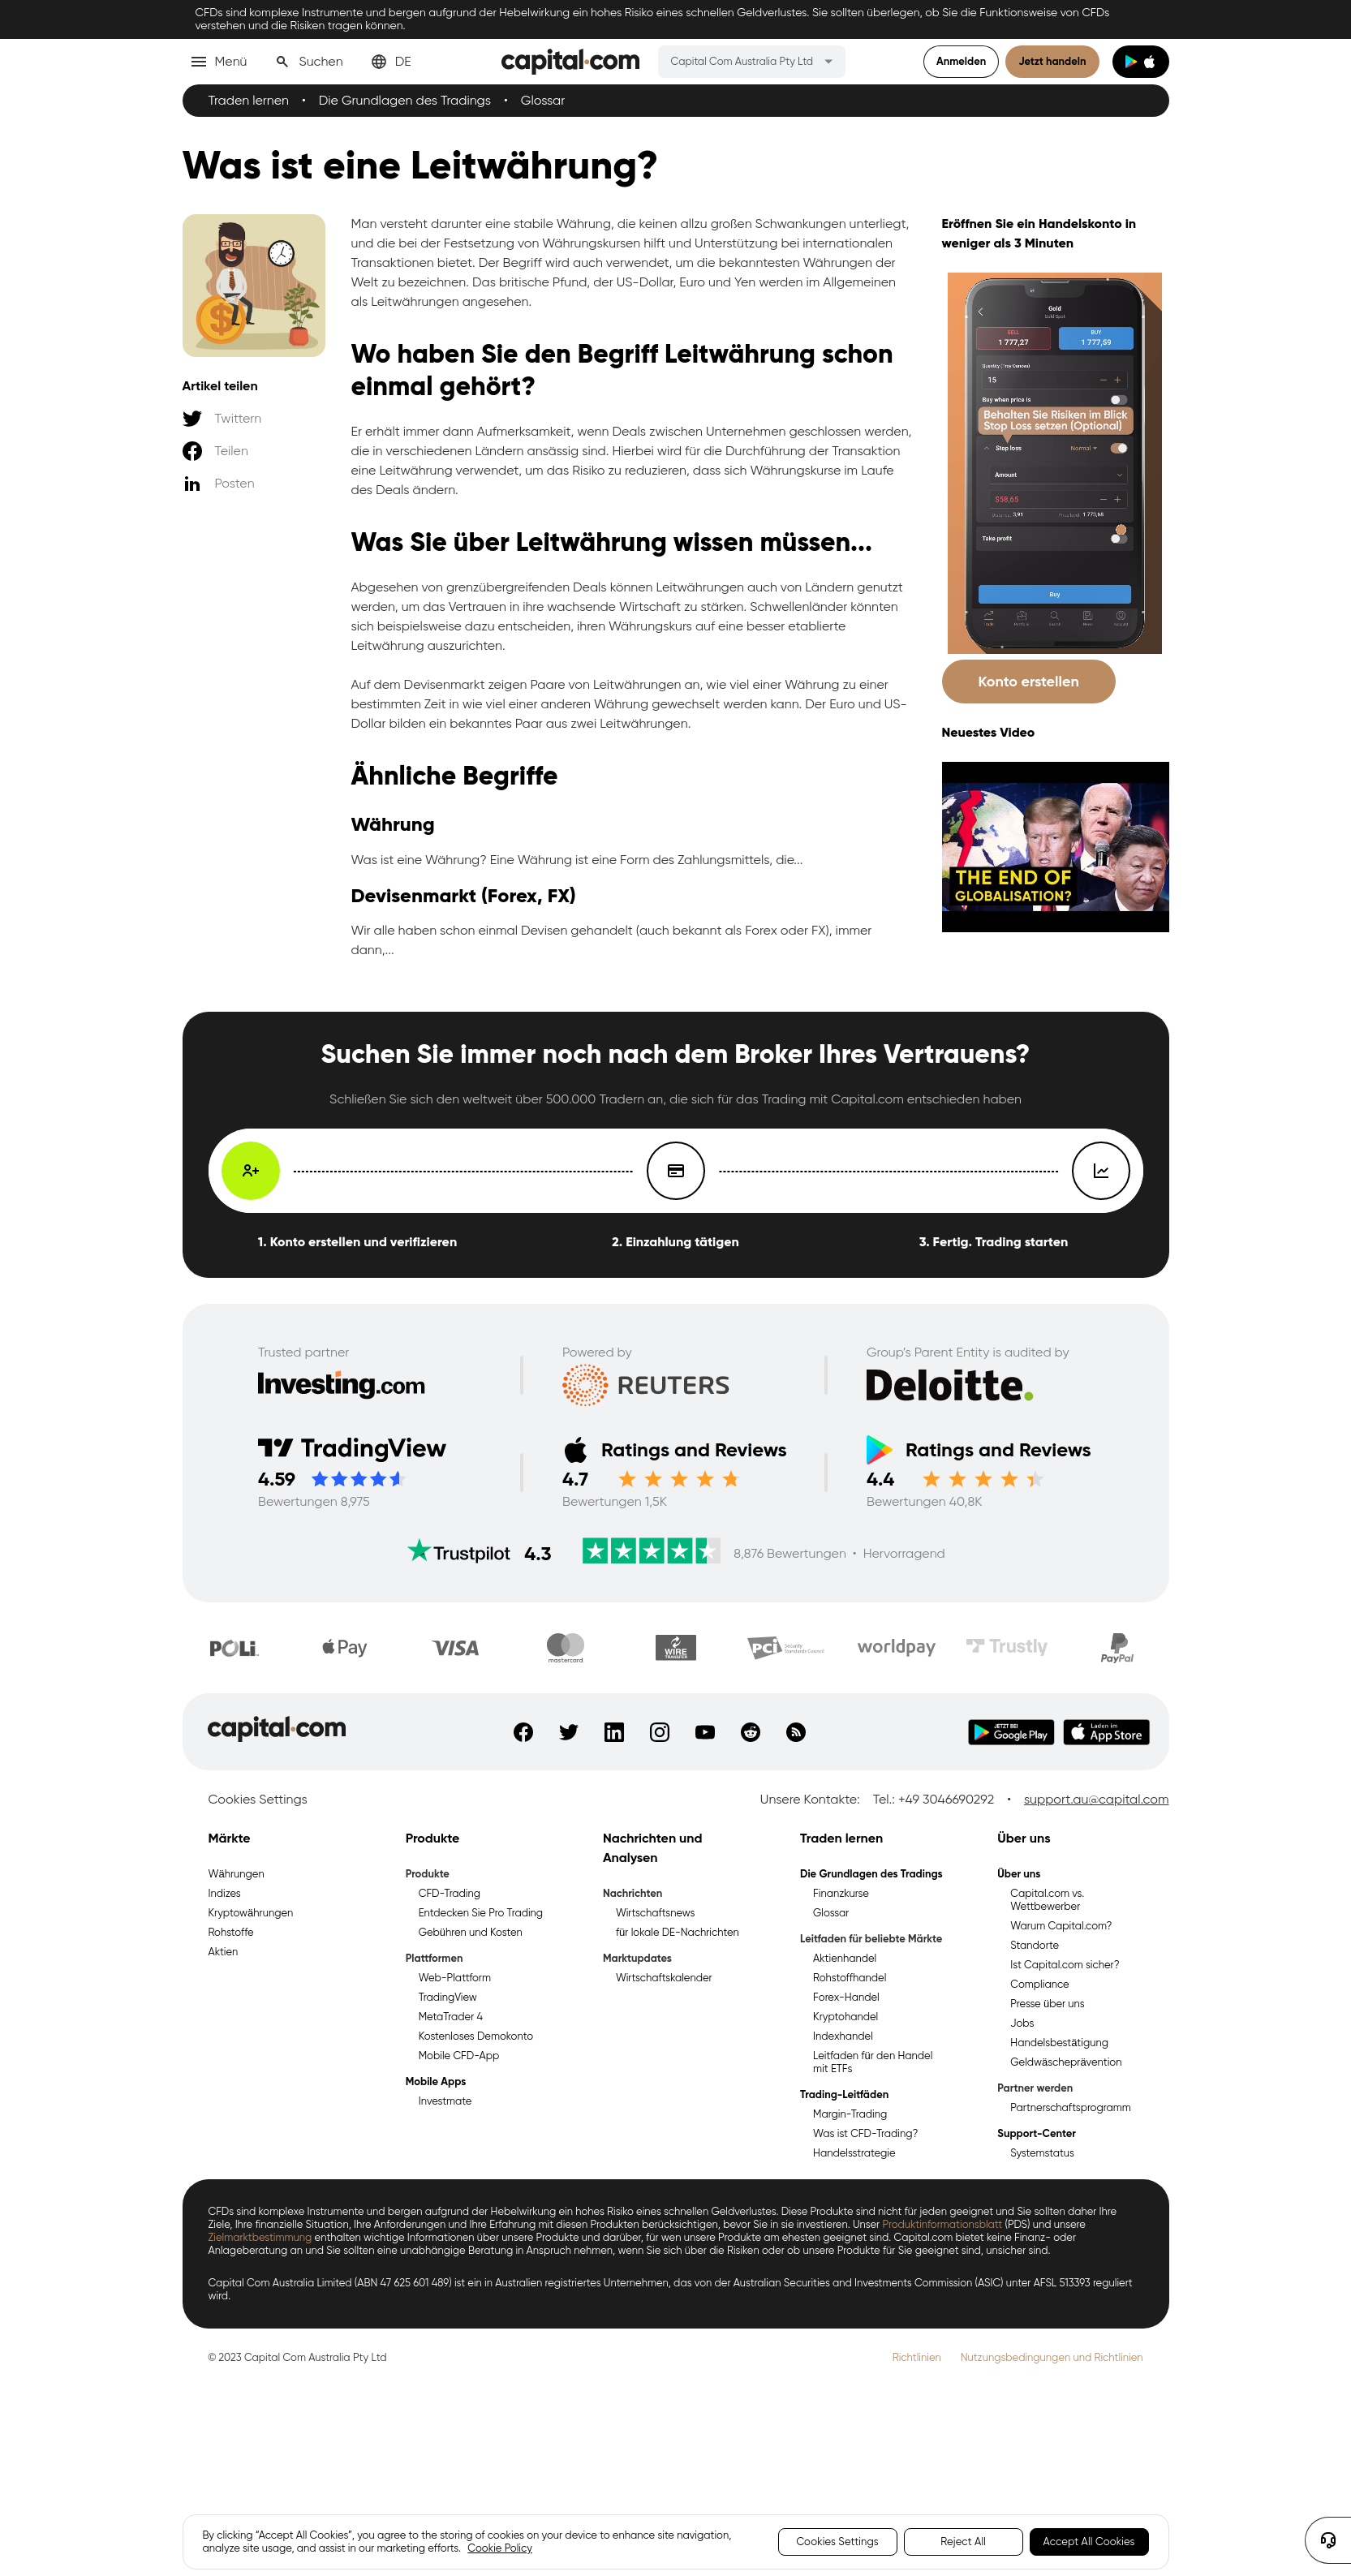 CFDs sind komplexe Instrumente und bergen aufgrund der Hebelwirkung ein hohes Risiko eines schnellen Geldverlustes. Sie sollten überlegen, ob Sie die Funktionsweise von CFDs
verstehen und die Risiken tragen können.
Menü Suchen DE capital.com Capital Com Australia Pty Ltd Anmelden Jetzt handeln
Traden lernen • Die Grundlagen des Tradings • Glossar
Was ist eine Leitwährung?
Artikel teilen
Twittern
Teilen
Posten
Man versteht darunter eine stabile Währung, die keinen allzu großen Schwankungen unterliegt,
und die bei der Festsetzung von Währungskursen hilft und Unterstützung bei internationalen
Transaktionen bietet. Der Begriff wird auch verwendet, um die bekanntesten Währungen der
Welt zu bezeichnen. Das britische Pfund, der US-Dollar, Euro und Yen werden im Allgemeinen
als Leitwährungen angesehen.
Wo haben Sie den Begriff Leitwährung schon
einmal gehört?
Er erhält immer dann Aufmerksamkeit, wenn Deals zwischen Unternehmen geschlossen werden,
die in verschiedenen Ländern ansässig sind. Hierbei wird für die Durchführung der Transaktion
eine Leitwährung verwendet, um das Risiko zu reduzieren, dass sich Währungskurse im Laufe
des Deals ändern.
Was Sie über Leitwährung wissen müssen...
Abgesehen von grenzübergreifenden Deals können Leitwährungen auch von Ländern genutzt
werden, um das Vertrauen in ihre wachsende Wirtschaft zu stärken. Schwellenländer könnten
sich beispielsweise dazu entscheiden, ihren Währungskurs auf eine besser etablierte
Leitwährung auszurichten.
Auf dem Devisenmarkt zeigen Paare von Leitwährungen an, wie viel einer Währung zu einer
bestimmten Zeit in wie viel einer anderen Währung gewechselt werden kann. Der Euro und US-
Dollar bilden ein bekanntes Paar aus zwei Leitwährungen.
Ähnliche Begriffe
Währung
Was ist eine Währung? Eine Währung ist eine Form des Zahlungsmittels, die...
Devisenmarkt (Forex, FX)
Wir alle haben schon einmal Devisen gehandelt (auch bekannt als Forex oder FX), immer
dann,...
Eröffnen Sie ein Handelskonto in
weniger als 3 Minuten
Gold
Gold Spot
SELL BUY
1 777,27 1 777,59
Quantity (Troy Ounces)
15
Buy when price is
Behalten Sie Risiken im Blick
Stop Loss setzen (Optional)
Stop loss Normal
Amount
$58,65
3,91 1 773,68
Take profit
Buy
Konto erstellen
Neuestes Video
THE END OF
GLOBALISATION?
Suchen Sie immer noch nach dem Broker Ihres Vertrauens?
Schließen Sie sich den weltweit über 500.000 Tradern an, die sich für das Trading mit Capital.com entschieden haben
1. Konto erstellen und verifizieren 2. Einzahlung tätigen 3. Fertig. Trading starten
Trusted partner Powered by Group's Parent Entity is audited by
Investing.com REUTERS Deloitte.
TradingView Ratings and Reviews Ratings and Reviews
4.59 4.7 4.4
Bewertungen 8,975 Bewertungen 1,5K Bewertungen 40,8K
Trustpilot 4.3 8,876 Bewertungen • Hervorragend
POLi Apple Pay VISA mastercard WIRE TRANSFER PCI Security Standards Council worldpay Trustly PayPal
capital.com JETZT BEI Google Play Laden im App Store
Cookies Settings Unsere Kontakte: Tel.: +49 3046690292 • support.au@capital.com
Märkte
Währungen
Indizes
Kryptowährungen
Rohstoffe
Aktien
Produkte
Produkte
CFD-Trading
Entdecken Sie Pro Trading
Gebühren und Kosten
Plattformen
Web-Plattform
TradingView
MetaTrader 4
Kostenloses Demokonto
Mobile CFD-App
Mobile Apps
Investmate
Nachrichten und
Analysen
Nachrichten
Wirtschaftsnews
für lokale DE-Nachrichten
Marktupdates
Wirtschaftskalender
Traden lernen
Die Grundlagen des Tradings
Finanzkurse
Glossar
Leitfaden für beliebte Märkte
Aktienhandel
Rohstoffhandel
Forex-Handel
Kryptohandel
Indexhandel
Leitfaden für den Handel
mit ETFs
Trading-Leitfäden
Margin-Trading
Was ist CFD-Trading?
Handelsstrategie
Über uns
Über uns
Capital.com vs.
Wettbewerber
Warum Capital.com?
Standorte
Ist Capital.com sicher?
Compliance
Presse über uns
Jobs
Handelsbestätigung
Geldwäscheprävention
Partner werden
Partnerschaftsprogramm
Support-Center
Systemstatus
CFDs sind komplexe Instrumente und bergen aufgrund der Hebelwirkung ein hohes Risiko eines schnellen Geldverlustes. Diese Produkte sind nicht für jeden geeignet und Sie sollten daher Ihre
Ziele, Ihre finanzielle Situation, Ihre Anforderungen und Ihre Erfahrung mit diesen Produkten berücksichtigen, bevor Sie in sie investieren. Unser Produktinformationsblatt (PDS) und unsere
Zielmarktbestimmung enthalten wichtige Informationen über unsere Produkte und darüber, für wen unsere Produkte am ehesten geeignet sind. Capital.com bietet keine Finanz- oder
Anlageberatung an und Sie sollten eine unabhängige Beratung in Anspruch nehmen, wenn Sie sich über die Risiken oder ob unsere Produkte für Sie geeignet sind, unsicher sind.
Capital Com Australia Limited (ABN 47 625 601 489) ist ein in Australien registriertes Unternehmen, das von der Australian Securities and Investments Commission (ASIC) unter AFSL 513393 reguliert
wird.
© 2023 Capital Com Australia Pty Ltd Richtlinien Nutzungsbedingungen und Richtlinien
By clicking “Accept All Cookies”, you agree to the storing of cookies on your device to enhance site navigation,
analyze site usage, and assist in our marketing efforts. Cookie Policy
Cookies Settings Reject All Accept All Cookies